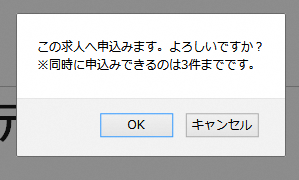 この求人へ申込みます。よろしいですか？
※同時に申込みできるのは3件までです。
OK
キャンセル